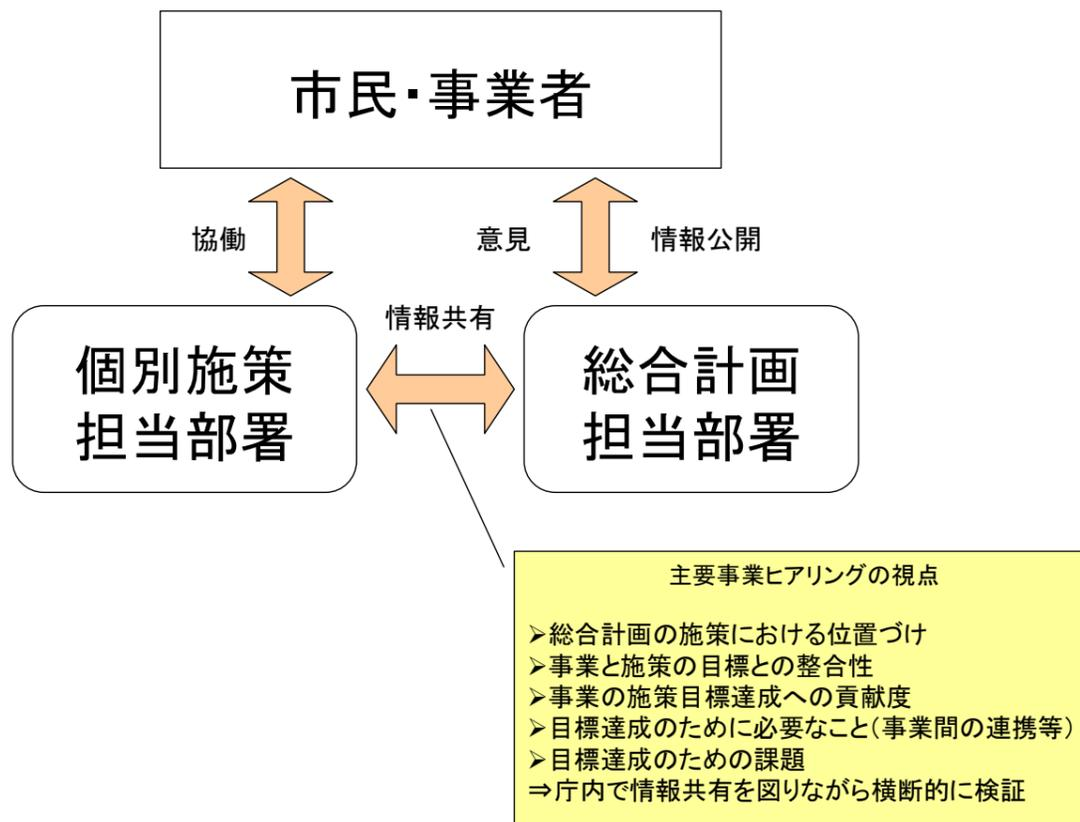 市民・事業者
協働
意見
情報公開
情報共有
個別施策
担当部署
総合計画
担当部署
主要事業ヒアリングの視点
➢総合計画の施策における位置づけ
➢事業と施策の目標との整合性
➢事業の施策目標達成への貢献度
➢目標達成のために必要なこと(事業間の連携等)
➢目標達成のための課題
⇒庁内で情報共有を図りながら横断的に検証